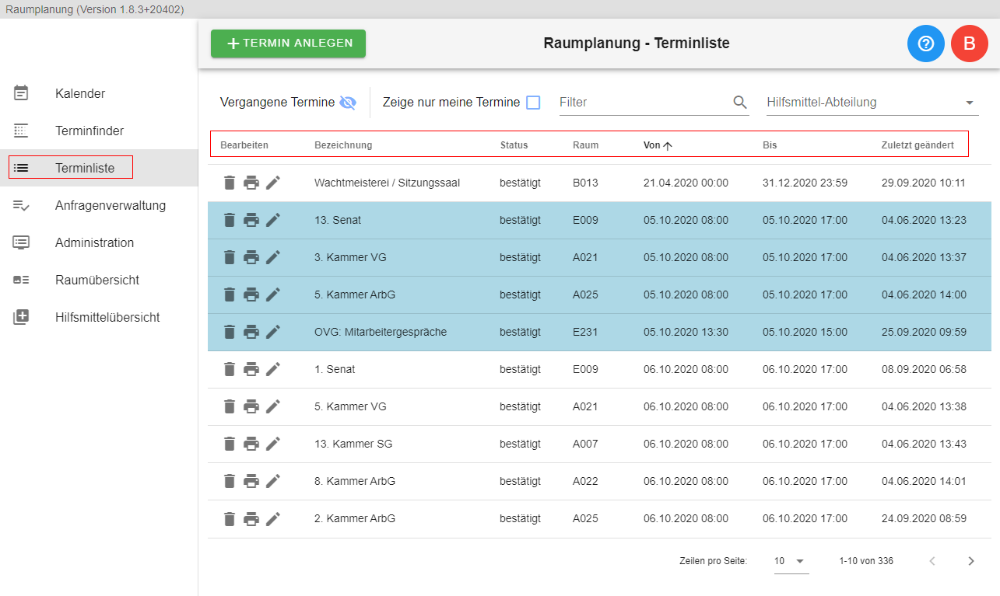 Raumplanung (Version 1.8.3+20402)
TERMIN ANLEGEN
Raumplanung - Terminliste
B
Kalender
Terminfinder
Terminliste
Anfragenverwaltung
Administration
Raumübersicht
Hilfsmittelübersicht
Vergangene Termine Zeige nur meine Termine Filter Hilfsmittel-Abteilung
Bearbeiten Bezeichnung Status Raum Von Bis Zuletzt geändert
Wachtmeisterei / Sitzungssaal bestätigt B013 21.04.2020 00:00 31.12.2020 23:59 29.09.2020 10:11
13. Senat bestätigt E009 05.10.2020 08:00 05.10.2020 17:00 04.06.2020 13:23
3. Kammer VG bestätigt A021 05.10.2020 08:00 05.10.2020 17:00 04.06.2020 13:37
5. Kammer ArbG bestätigt A025 05.10.2020 08:00 05.10.2020 17:00 04.06.2020 14:00
OVG: Mitarbeitergespräche bestätigt E231 05.10.2020 13:30 05.10.2020 15:00 25.09.2020 09:59
1. Senat bestätigt E009 06.10.2020 08:00 06.10.2020 17:00 08.09.2020 06:58
5. Kammer VG bestätigt A021 06.10.2020 08:00 06.10.2020 17:00 04.06.2020 13:38
13. Kammer SG bestätigt A007 06.10.2020 08:00 06.10.2020 17:00 04.06.2020 13:43
8. Kammer ArbG bestätigt A022 06.10.2020 08:00 06.10.2020 17:00 04.06.2020 14:01
2. Kammer ArbG bestätigt A025 06.10.2020 08:00 06.10.2020 17:00 24.09.2020 08:59
Zeilen pro Seite: 10 1-10 von 336